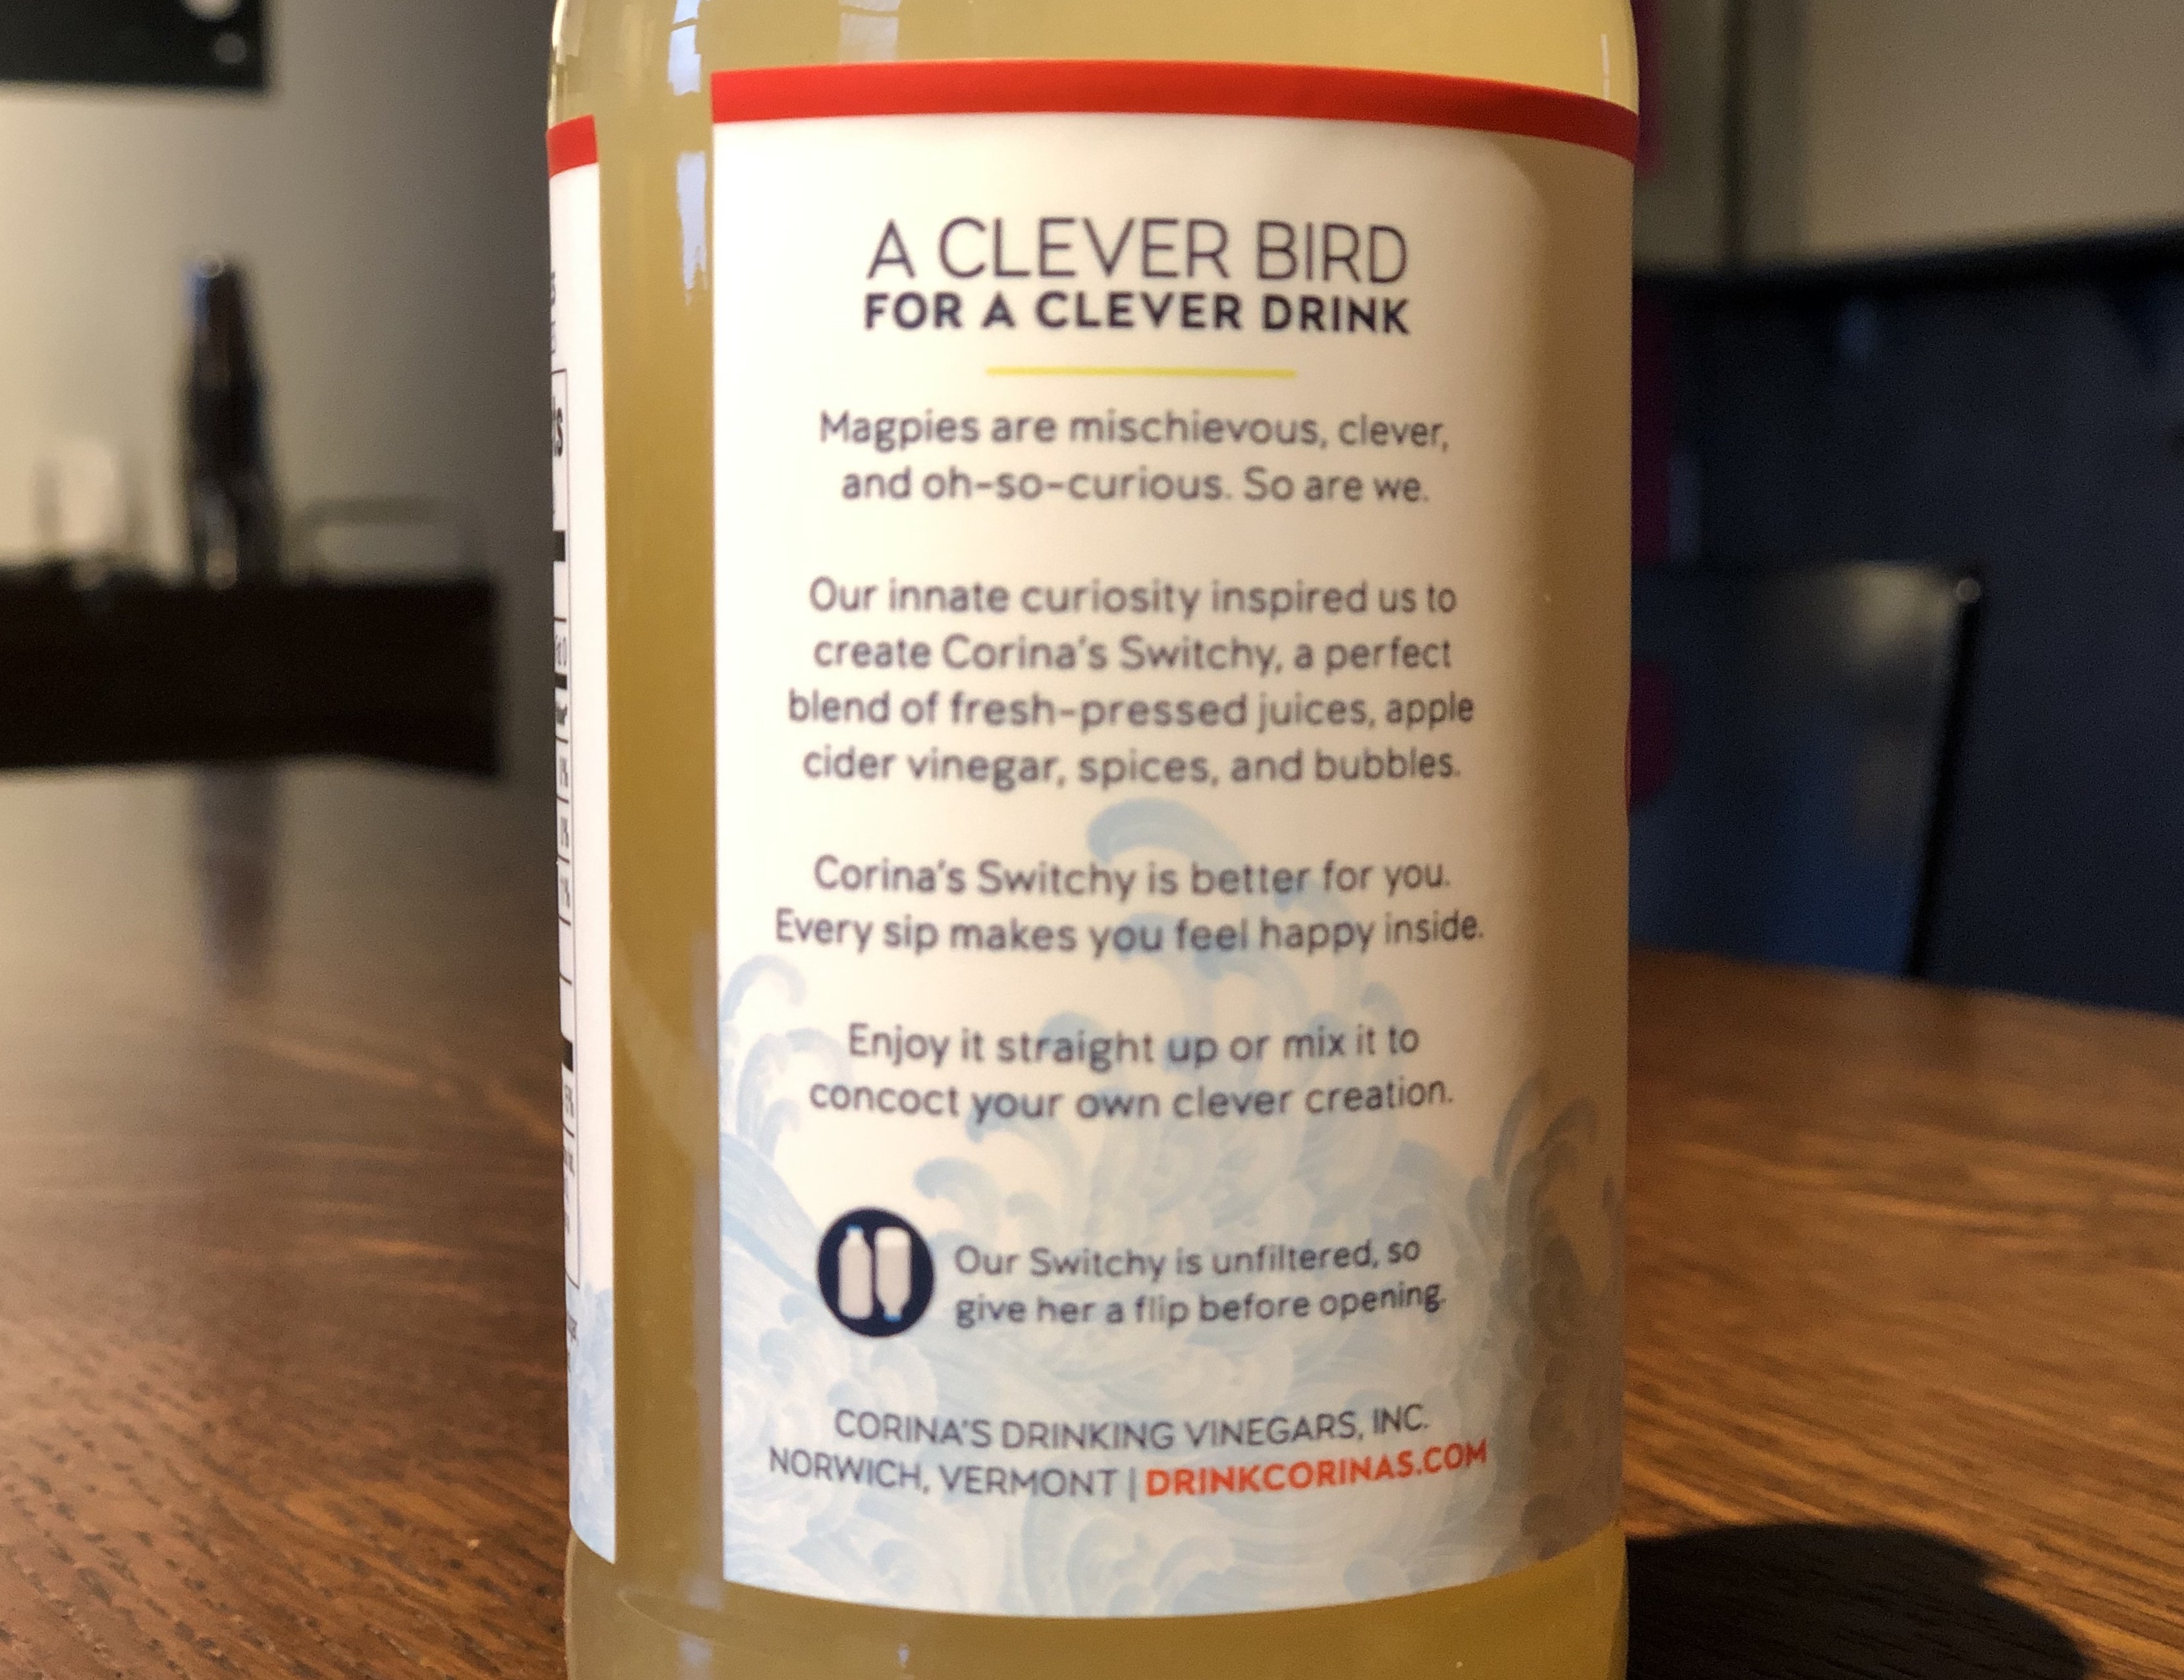 A CLEVER BIRD
FOR A CLEVER DRINK
Magpies are mischievous, clever,
and oh-so-curious. So are we.
Our innate curiosity inspired us to
create Corina's Switchy, a perfect
blend of fresh-pressed juices, apple
cider vinegar, spices, and bubbles.
Corina's Switchy is better for you.
Every sip makes you feel happy inside.
Enjoy it straight up or mix it to
concoct your own clever creation.
Our Switchy is unfiltered, so
give her a flip before opening.
CORINA'S DRINKING VINEGARS, INC.
NORWICH, VERMONT | DRINKCORINAS.COM